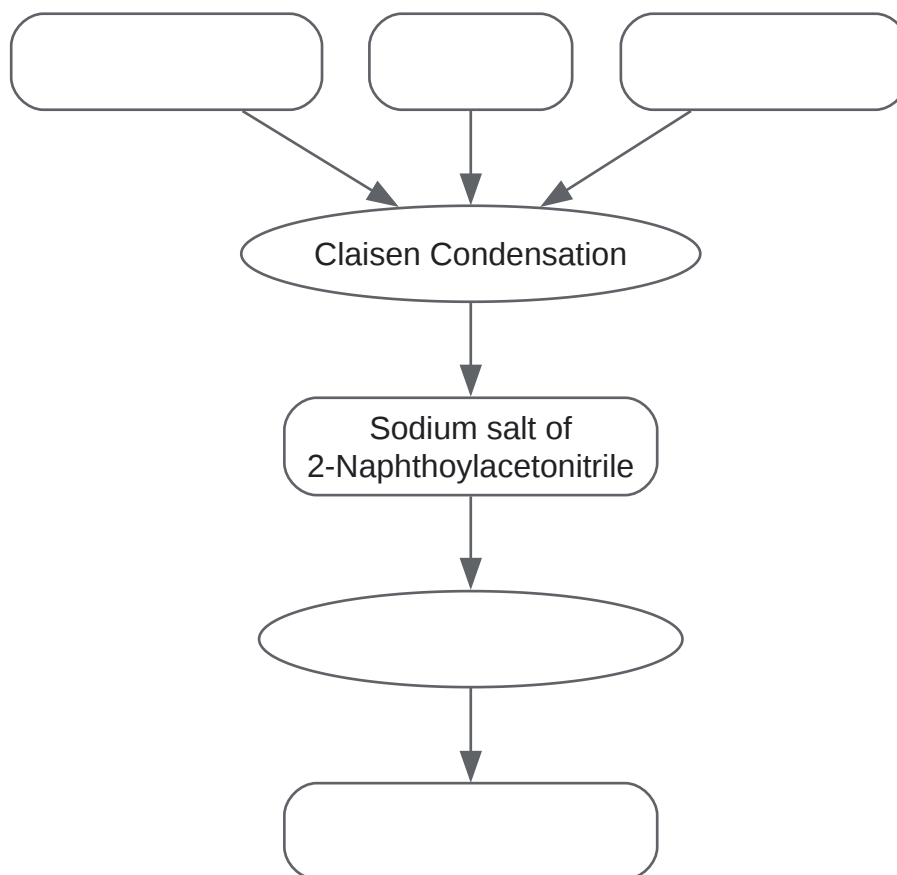 Claisen Condensation
Sodium salt of
2-Naphthoylacetonitrile